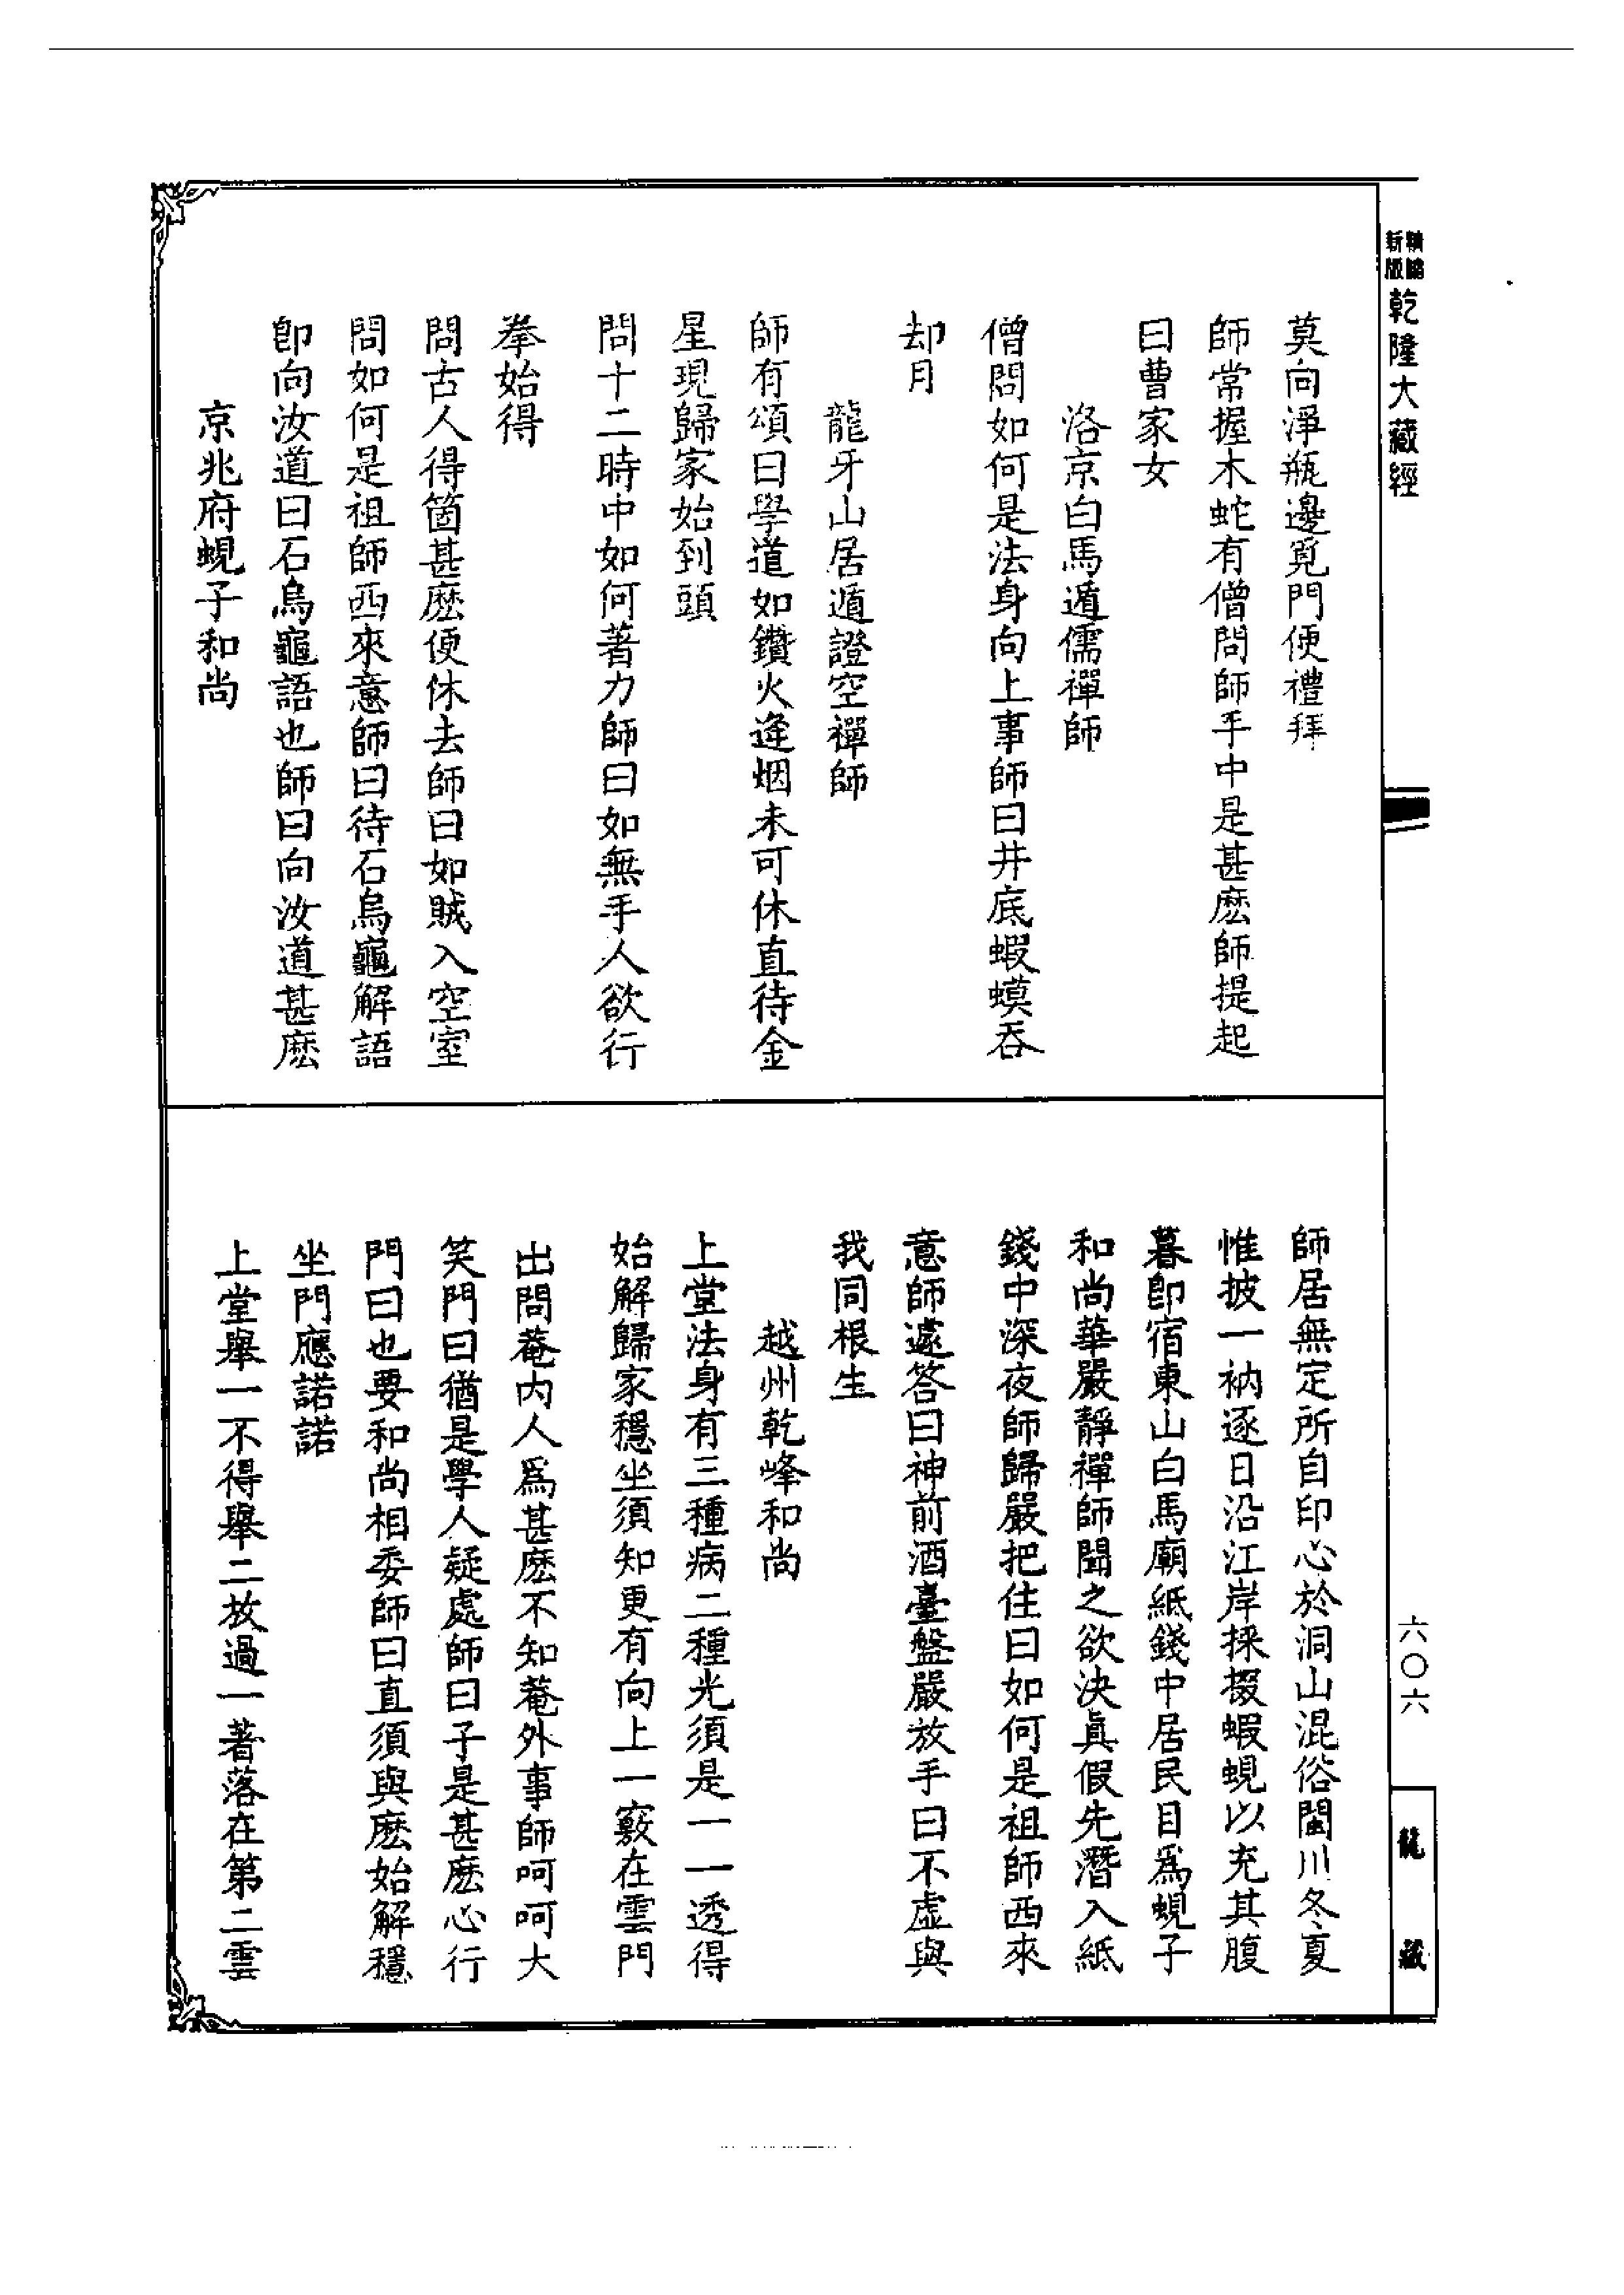 新版
精縮
乾隆大藏經
莫向淨瓶邊覓門便禮拜
師常握木蛇有僧問師手中是甚麽師提起
曰曹家女
洛京白馬遁儒禪師
僧問如何是法身向上事師曰井底蝦蟆吞
却月
龍牙山居遁證空禪師
師有頌曰學道如鑽火逢烟未可休直待金
星現歸家始到頭
問十二時中如何著力師曰如無手人欲行
拳始得
問古人得箇甚麽便休去師曰如賊入空室
問如何是祖師西來意師曰待石烏龜解語
卽向汝道曰石烏龜語也師曰向汝道甚麽
京兆府蜆子和尚
師居無定所自印心於洞山混俗閩川冬夏
惟披一衲逐日沿江岸採掇蝦蜆以充其腹
暮卽宿東山白馬廟紙錢中居民目爲蜆子
和尚華嚴靜禪師聞之欲決眞假先潛入紙
錢中深夜師歸嚴把住曰如何是祖師西來
意師遽答曰神前酒臺盤嚴放手曰不虛與
我同根生
越州乾峰和尚
上堂法身有三種病二種光須是一一透得
始解歸家穩坐須知更有向上一竅在雲門
出問菴內人爲甚麽不知菴外事師呵呵大
笑門曰猶是學人疑處師曰子是甚麽心行
門曰也要和尚相委師曰直須與麽始解穩
坐門應諾諾
上堂舉一不得舉二放過一著落在第二雲
六〇六
龍藏